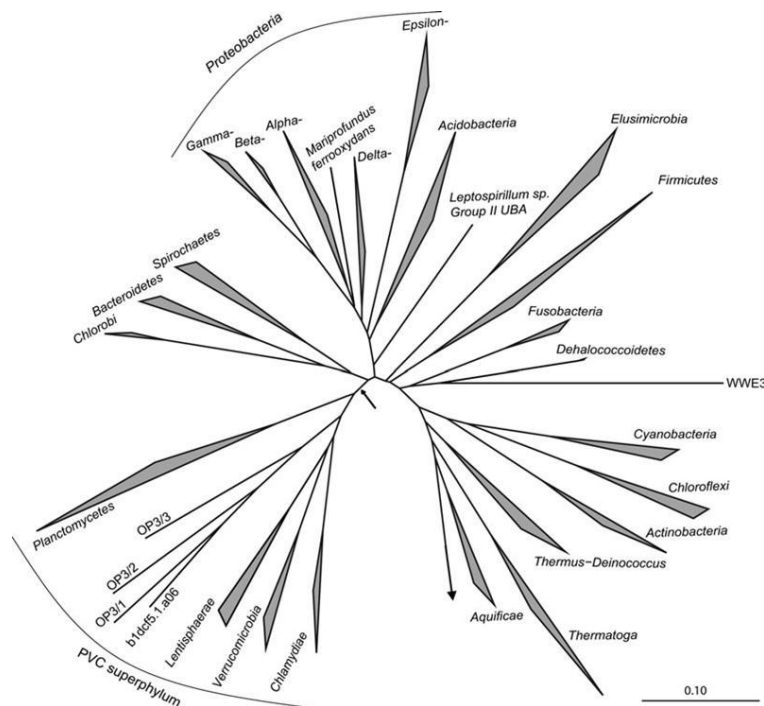 Proteobacteria
Epsilon-
Gamma-
Beta-
Alpha-
Mariprofundus
ferrooxydans
Delta-
Acidobacteria
Leptospirillum sp.
Group II UBA
Elusimicrobia
Firmicutes
Spirochaetes
Bacteroidetes
Chlorobi
Fusobacteria
Dehalococcoidetes
WWE3
Cyanobacteria
Chloroflexi
Actinobacteria
Thermus-Deinococcus
Aquificae
Thermatoga
Planctomycetes
OP3/3
OP3/2
OP3/1
b1dcf5.1.a06
Lentisphaerae
Verrucomicrobia
Chlamydiae
PVC superphylum
0.10